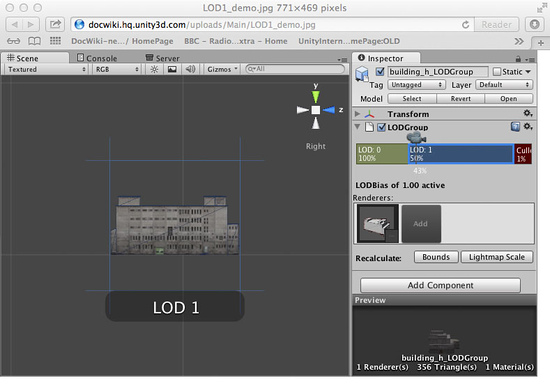 LOD1_demo.jpg 771×469 pixels
docwiki.hq.unity3d.com/uploads/Main/LOD1_demo.jpg
Reader
DocWiki-ne... / HomePage
BBC - Radio...xtra - Home
UnityIntern...mePage:OLD
Scene
Console
Server
Textured
RGB
Gizmos
All
y
z
Right
LOD 1
Inspector
building_h_LODGroup
Static
Tag
Untagged
Layer
Default
Model
Select
Revert
Open
Transform
LODGroup
LOD: 0
100%
LOD: 1
50%
Culle
1%
43%
LODBias of 1.00 active
Renderers:
Add
Recalculate:
Bounds
Lightmap Scale
Add Component
Preview
building_h_LODGroup
1 Renderer(s) 356 Triangle(s) 1 Material(s)